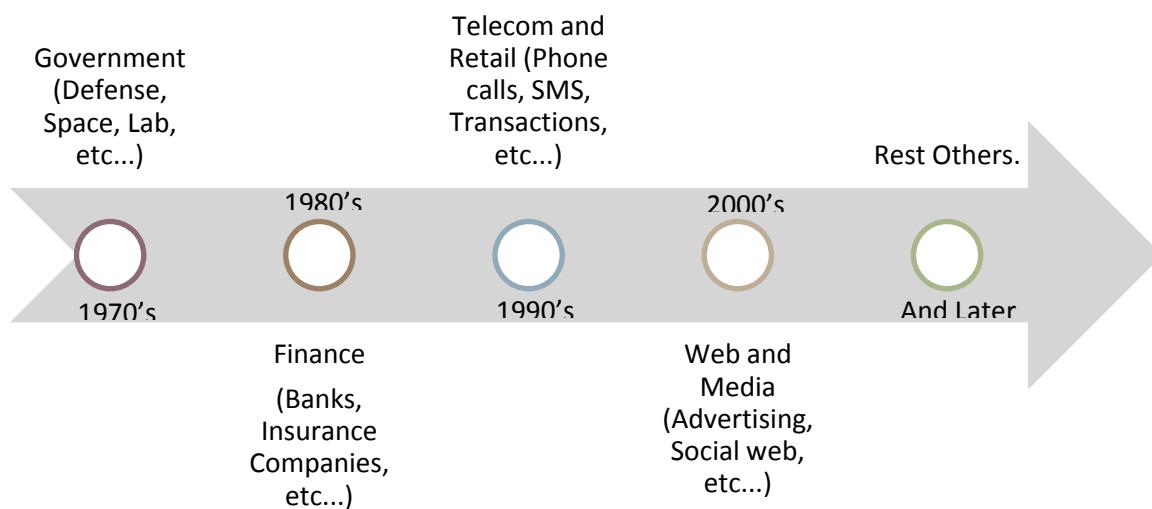 Government
(Defense,
Space, Lab,
etc...)
1970's
1980's
Finance
(Banks,
Insurance
Companies,
etc...)
Telecom and
Retail (Phone
calls, SMS,
Transactions,
etc...)
1990's
2000's
Web and
Media
(Advertising,
Social web,
etc...)
Rest Others.
And Later